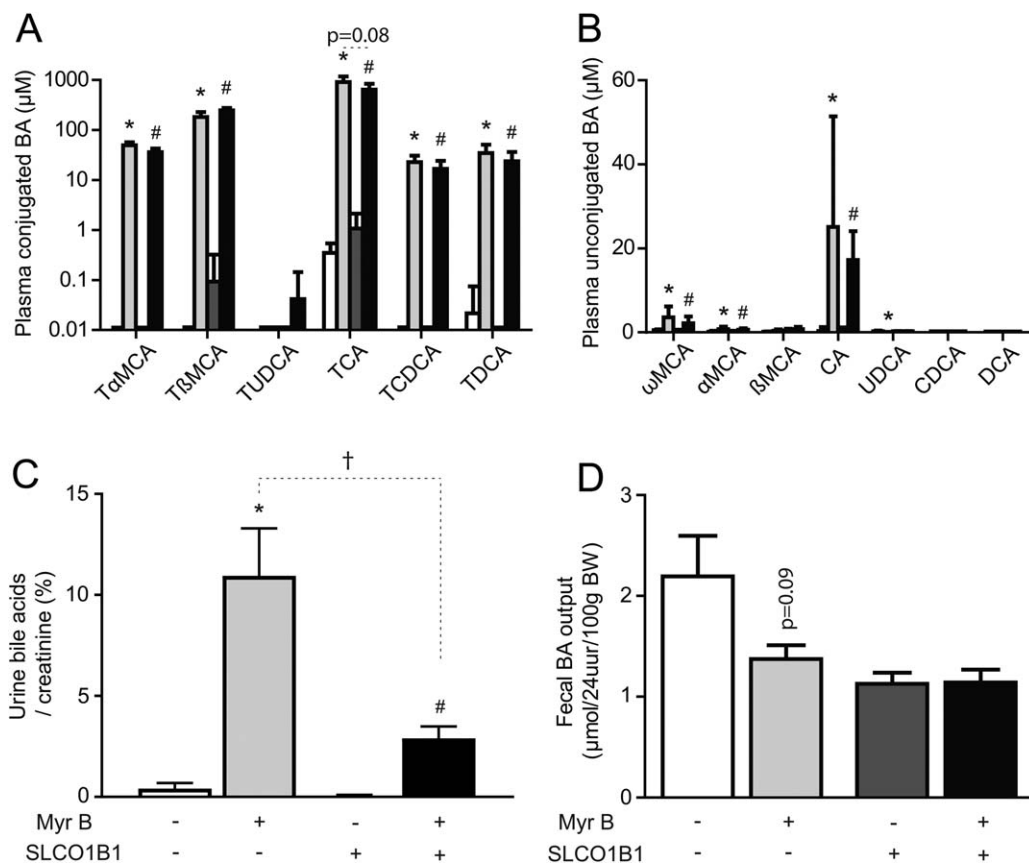 A
p=0.08
* # * # * # * # * #
Plasma conjugated BA (µM)
1000
100
10
1
0.1
0.01
TαMCA TßMCA TUDCA TCA TCDCA TDCA
B
Plasma unconjugated BA (µM)
60
40
20
0
* # * # * # *
ωMCA αMCA ßMCA CA UDCA CDCA DCA
C
†
Urine bile acids
/ creatinine (%)
15
10
5
0
* #
Myr B - + - +
SLCO1B1 - - + +
D
Fecal BA output
(µmol/24uur/100g BW)
3
2
1
0
p=0.09
Myr B - + - +
SLCO1B1 - - + +